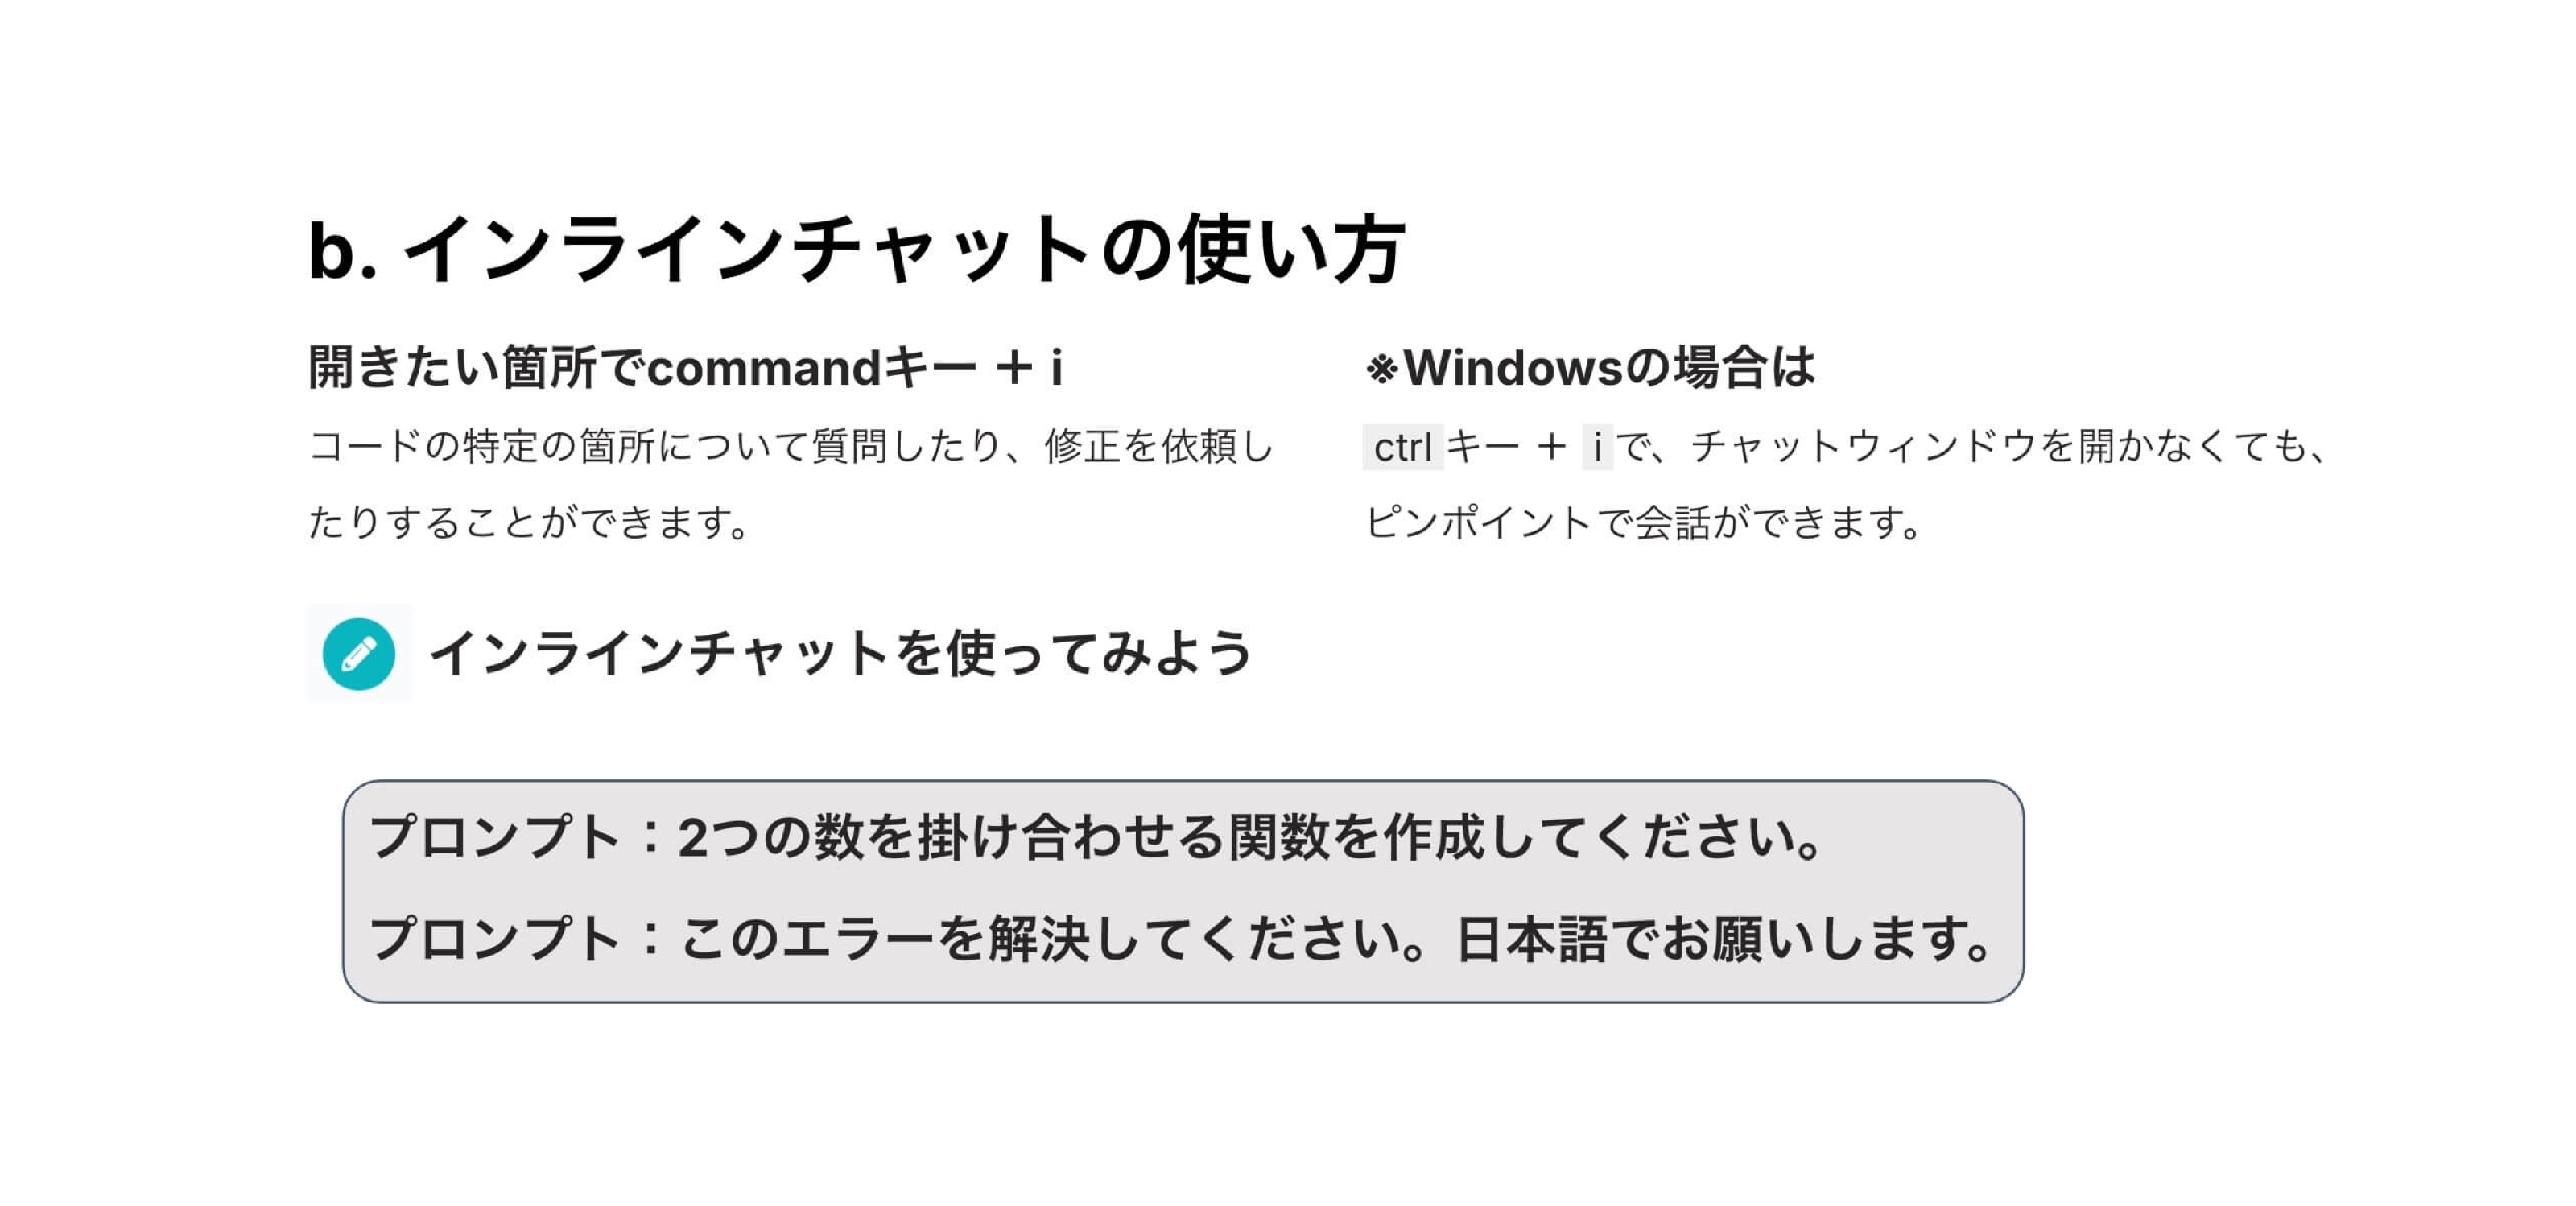 b. インラインチャットの使い方
開きたい箇所でcommandキー ＋ i
コードの特定の箇所について質問したり、修正を依頼し
たりすることができます。
※Windowsの場合は
ctrl キー ＋ i で、チャットウィンドウを開かなくても、
ピンポイントで会話ができます。
インラインチャットを使ってみよう
プロンプト：2つの数を掛け合わせる関数を作成してください。
プロンプト：このエラーを解決してください。日本語でお願いします。